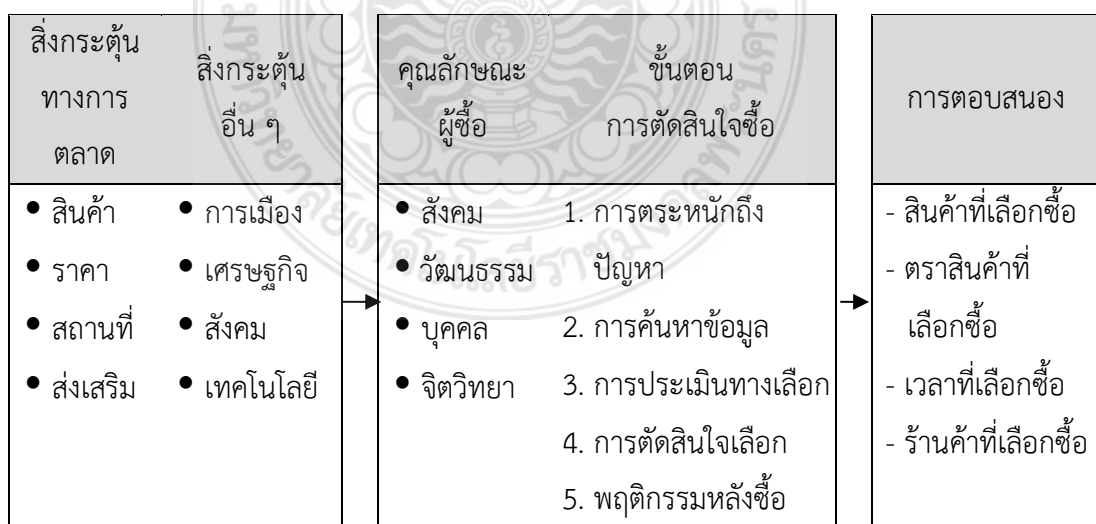 สิ่งกระตุ้น
ทางการ
ตลาด
สิ่งกระตุ้น
อื่น ๆ
• สินค้า
• ราคา
• สถานที่
• ส่งเสริม
• การเมือง
• เศรษฐกิจ
• สังคม
• เทคโนโลยี
คุณลักษณะ
ผู้ซื้อ
ขั้นตอน
การตัดสินใจซื้อ
• สังคม
• วัฒนธรรม
• บุคคล
• จิตวิทยา
1. การตระหนักถึง
ปัญหา
2. การค้นหาข้อมูล
3. การประเมินทางเลือก
4. การตัดสินใจเลือก
5. พฤติกรรมหลังซื้อ
การตอบสนอง
- สินค้าที่เลือกซื้อ
- ตราสินค้าที่
เลือกซื้อ
- เวลาที่เลือกซื้อ
- ร้านค้าที่เลือกซื้อ